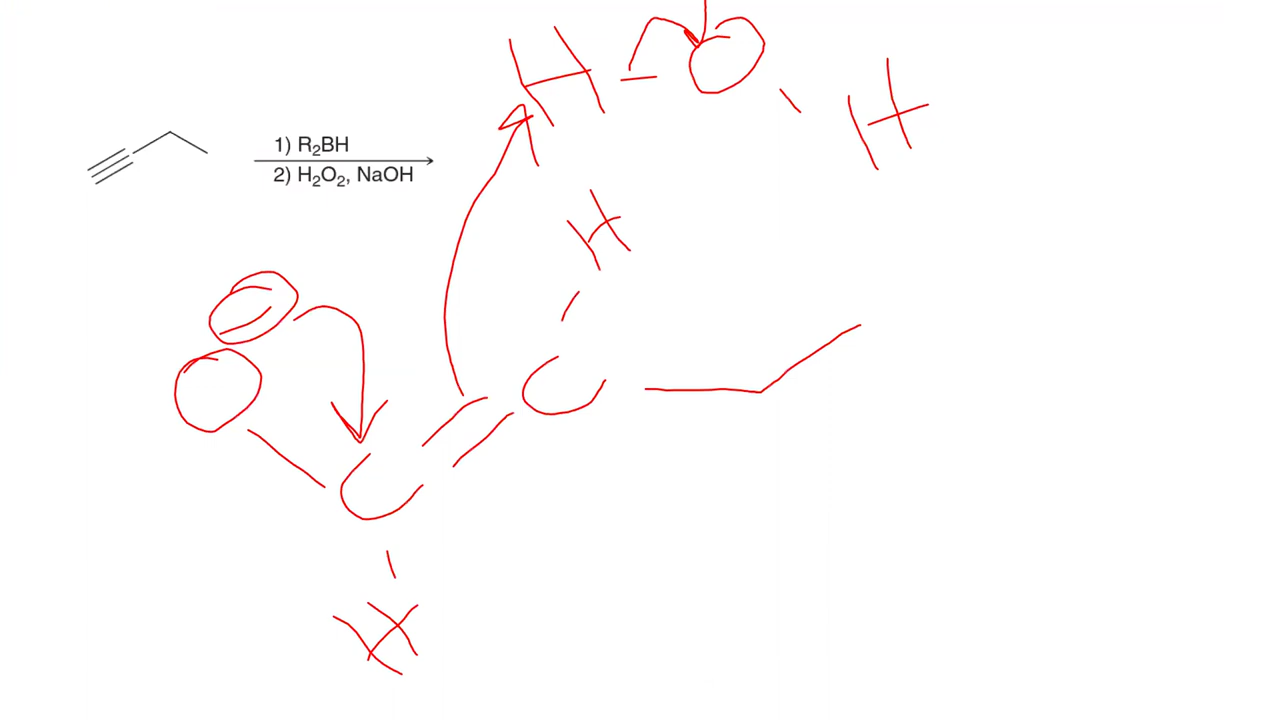 H - O - H
1) R₂BH
2) H₂O₂, NaOH
H
O
C = C
H